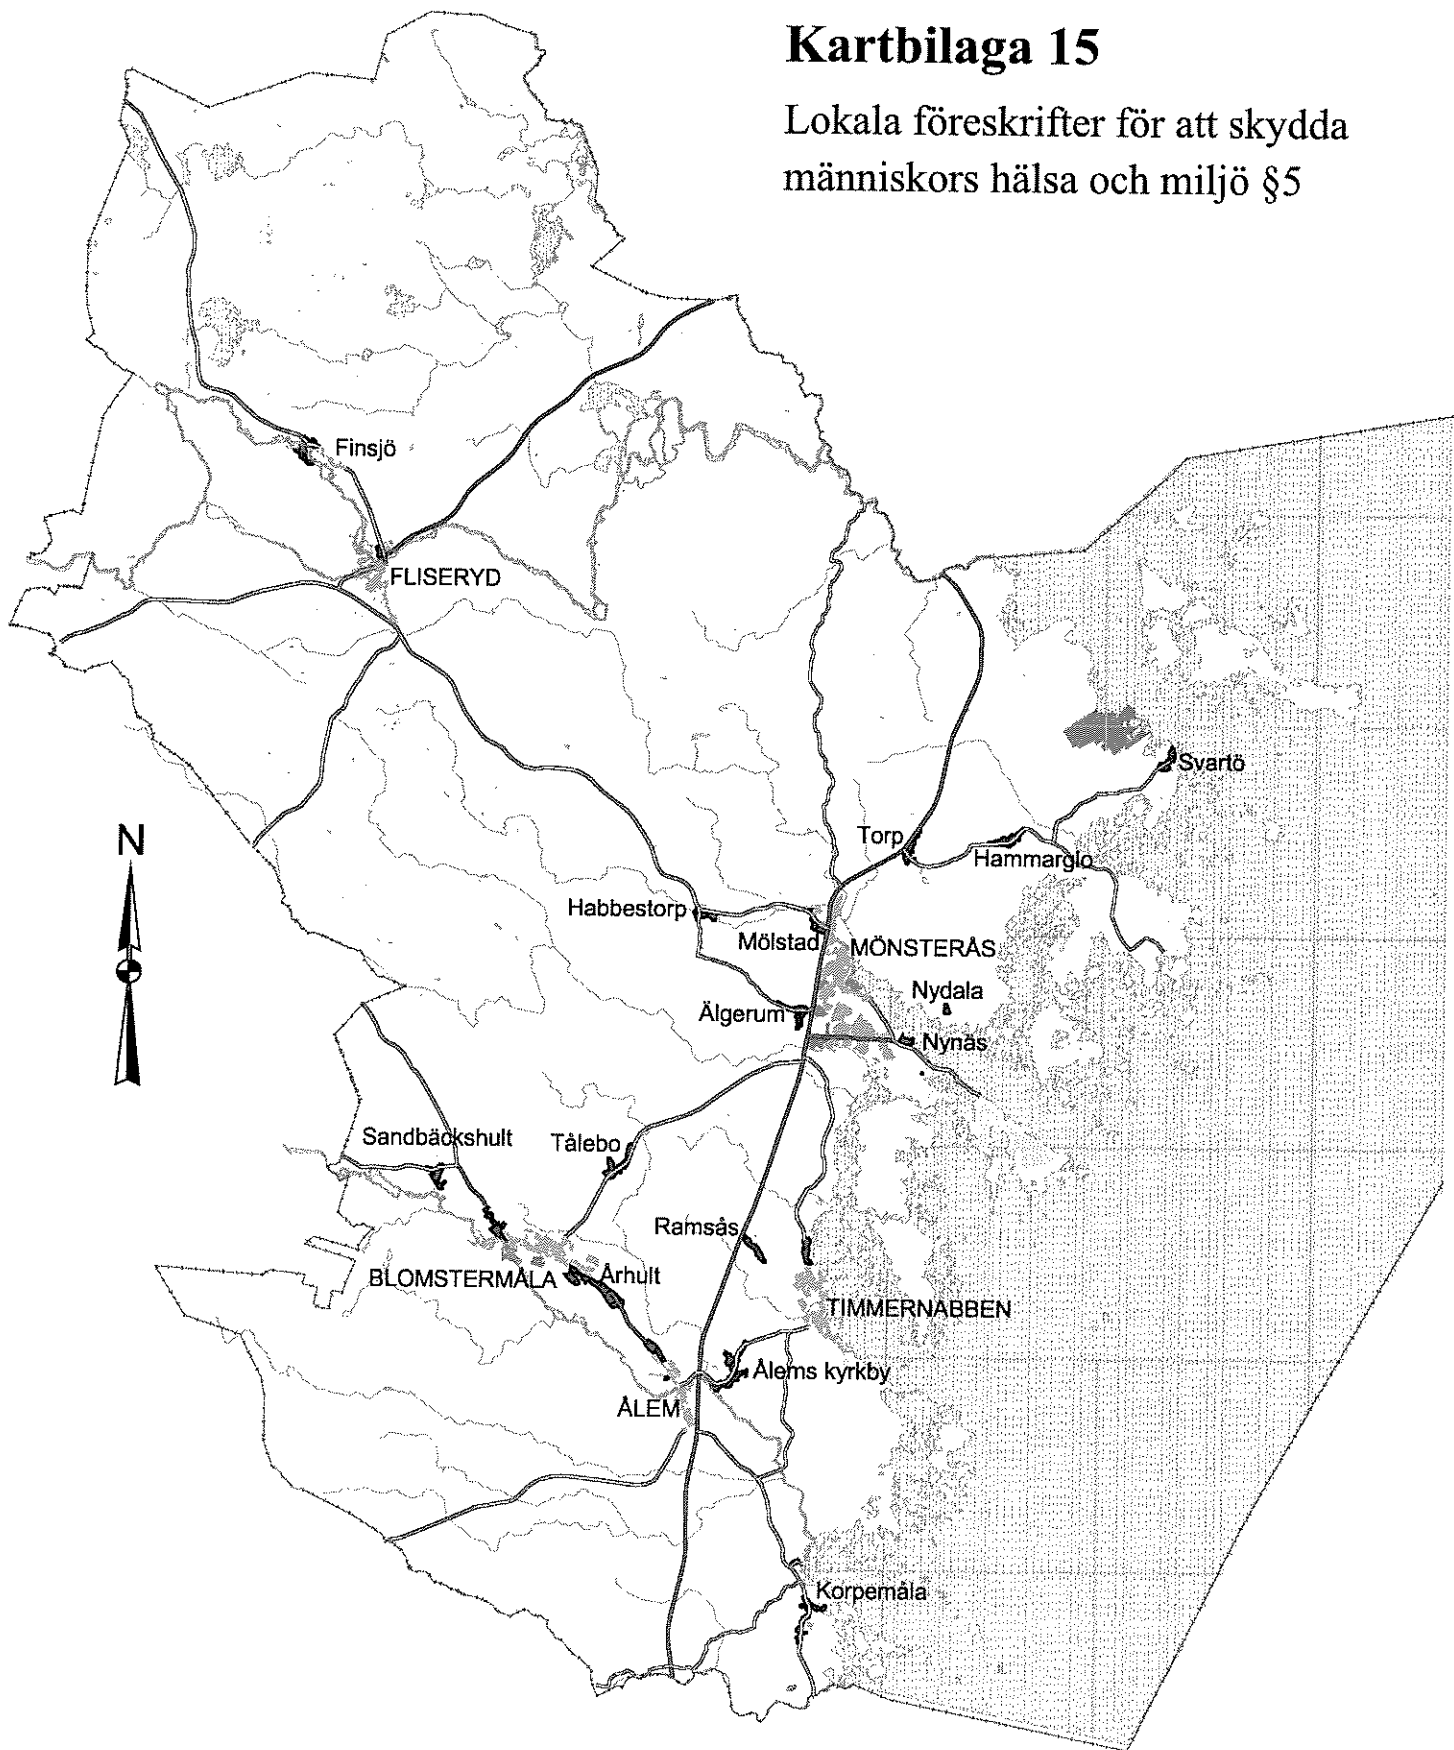 Kartbilaga 15
Lokala föreskrifter för att skydda
människors hälsa och miljö §5
Finsjö
FLISERYD
Svartö
N
Torp
Hammarglo
Habbestorp
Mölstad
MÖNSTERÅS
Nydala
Älgerum
Nynäs
Sandbäckshult
Tålebo
Ramsås
BLOMSTERMÅLA
Århult
TIMMERNABBEN
Ålems kyrkby
ÅLEM
Korpemåla